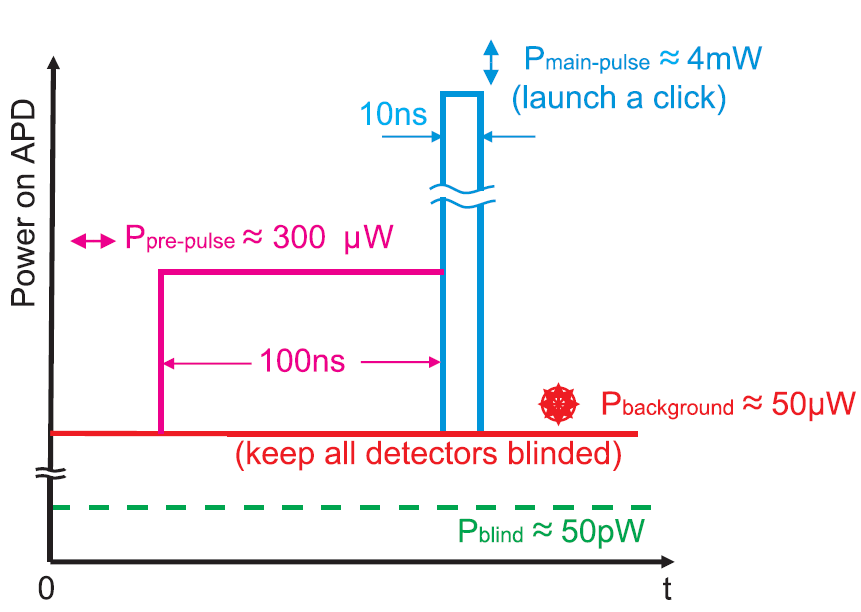 Pmain-pulse ≈ 4mW
(launch a click)
10ns
Power on APD
Ppre-pulse ≈ 300 μW
100ns
Pbackground ≈ 50μW
(keep all detectors blinded)
Pblind ≈ 50pW
0
t